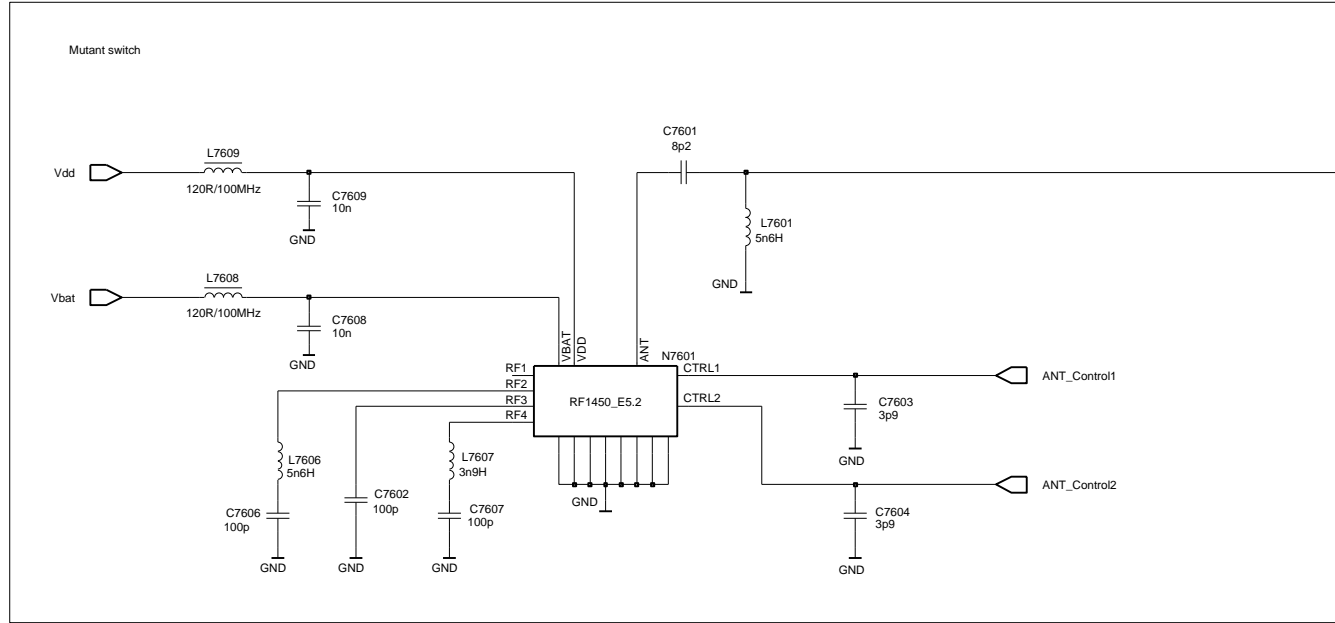 Mutant switch
C7601
8p2
L7609
Vdd
120R/100MHz
C7609
10n
GND
L7601
5n6H
GND
L7608
Vbat
120R/100MHz
C7608
10n
GND
VBAT
VDD
ANT
N7601
RF1
RF2
RF3
RF4
RF1450_E5.2
CTRL1
CTRL2
ANT_Control1
C7603
3p9
GND
L7606
5n6H
L7607
3n9H
C7602
100p
C7606
100p
C7607
100p
GND
ANT_Control2
C7604
3p9
GND
GND
GND
GND